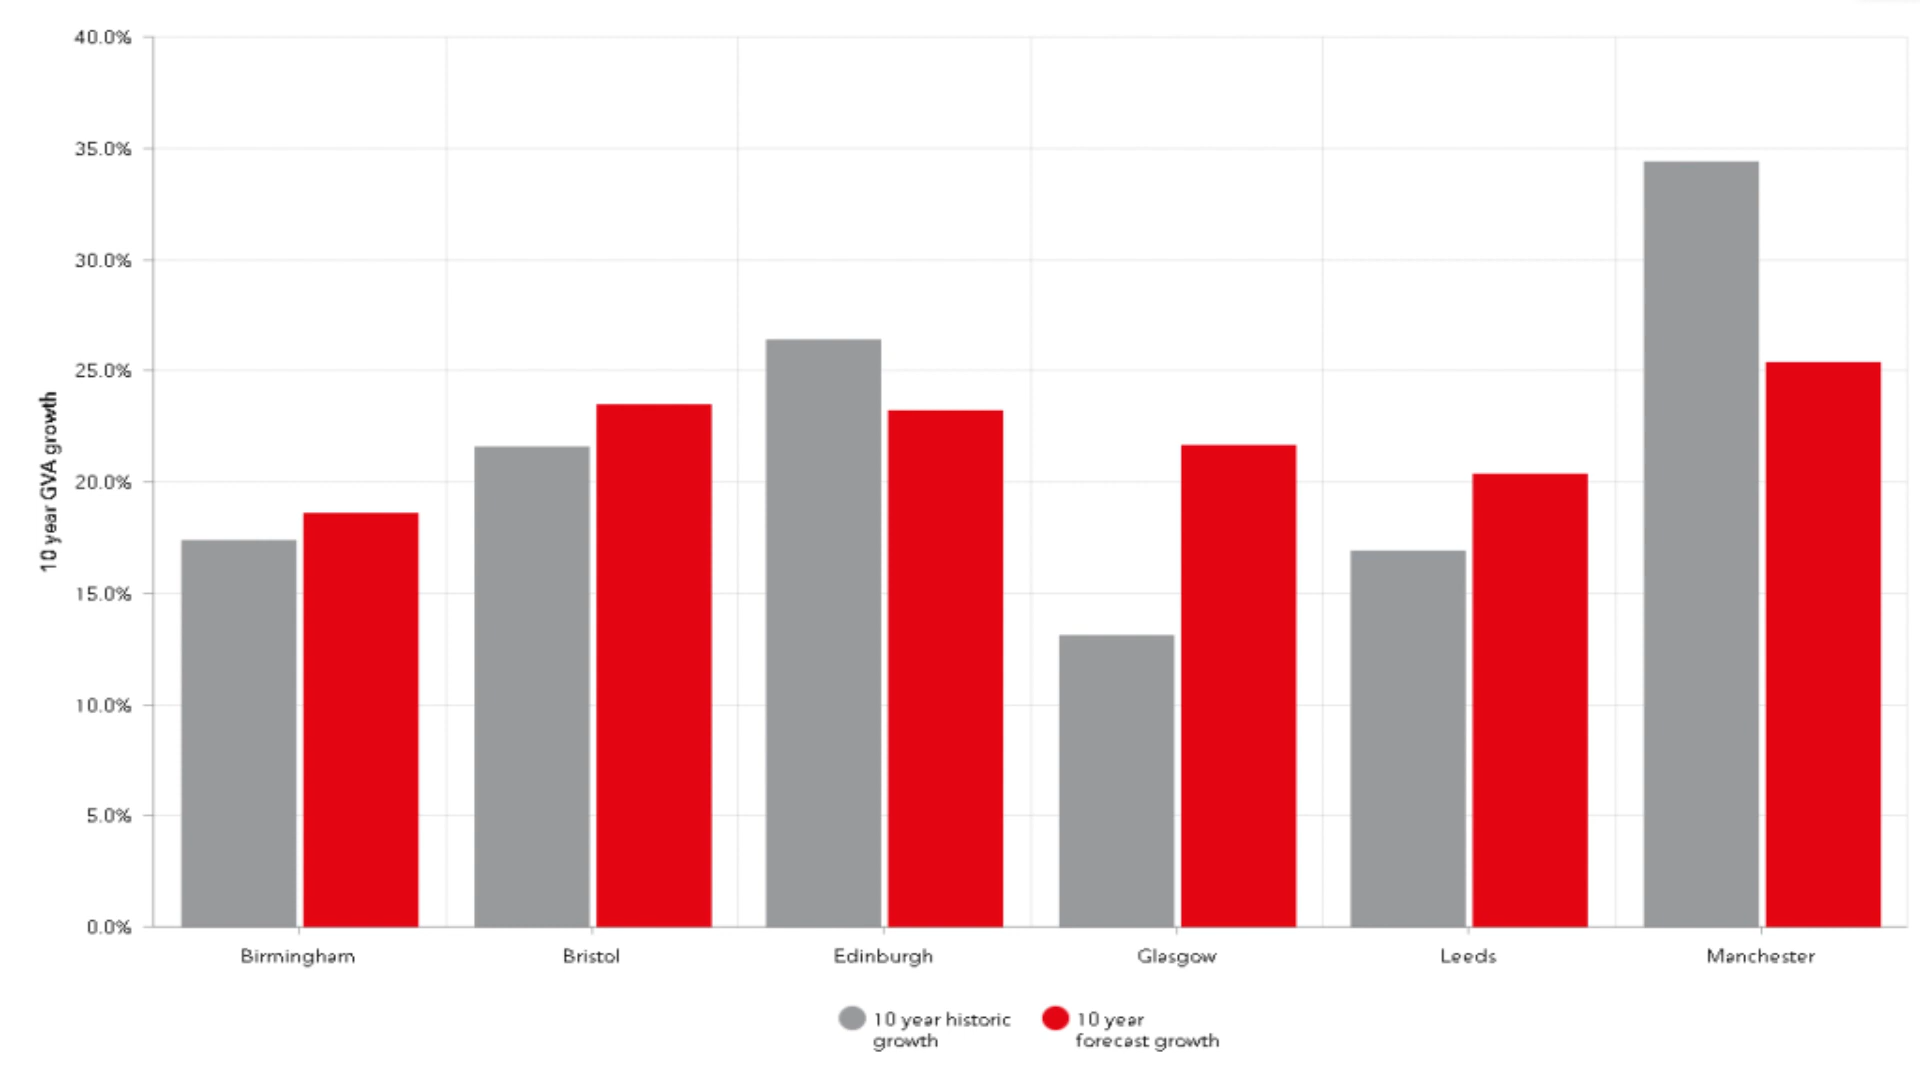 40.0%
35.0%
30.0%
25.0%
20.0%
15.0%
10.0%
5.0%
0.0%
10 year GVA growth
Birmingham
Bristol
Edinburgh
Glasgow
Leeds
Manchester
10 year historic
growth
10 year
forecast growth